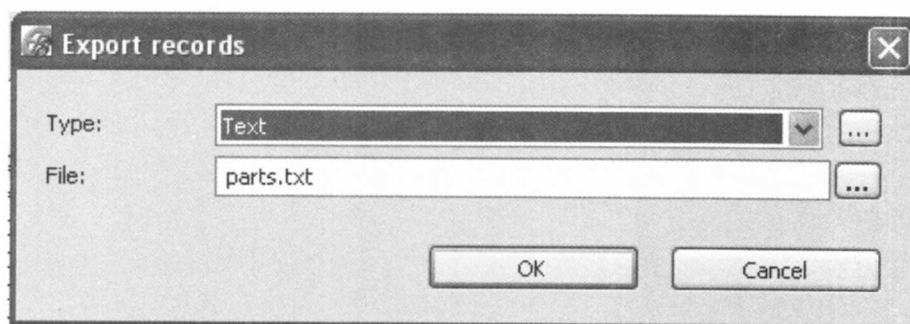 Export records
Type:
Text
...
File:
parts.txt
...
OK
Cancel